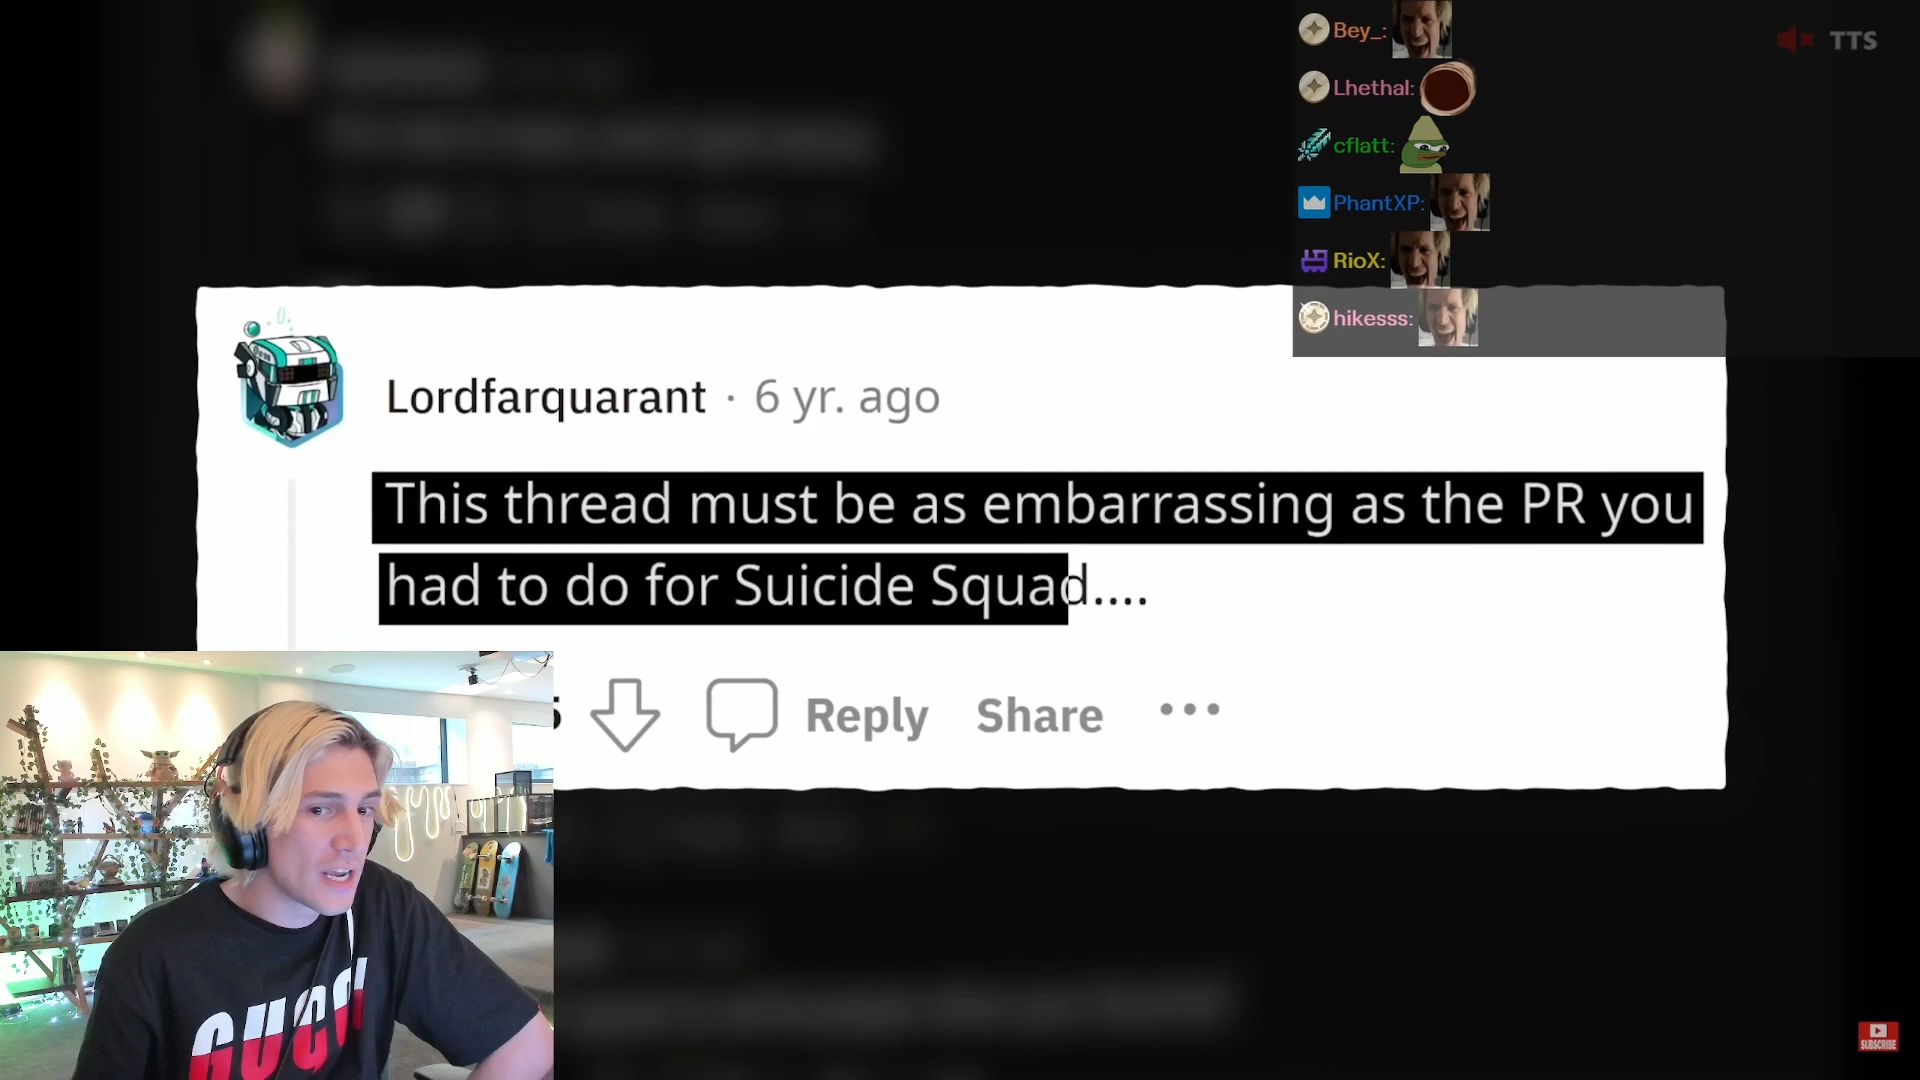 Bey_:
Lhethal:
cflatt:
PhantXP:
RioX:
hikesss:
TTS
Lordfarquarant · 6 yr. ago
This thread must be as embarrassing as the PR you
had to do for Suicide Squad....
Reply Share
GUCCI
SUBSCRIBE